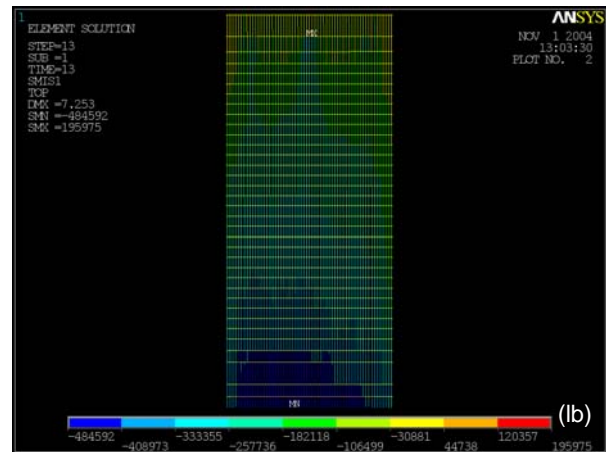 1
ELEMENT SOLUTION
STEP=13
SUB =1
TIME=13
SMIS1
TOP
DMX =7.253
SMN =-484592
SMX =195975
ANSYS
NOV 1 2004
13:03:30
PLOT NO. 2
MX
MN
(lb)
-484592 -333355 -182118 -30881 120357
-408973 -257736 -106499 44738 195975